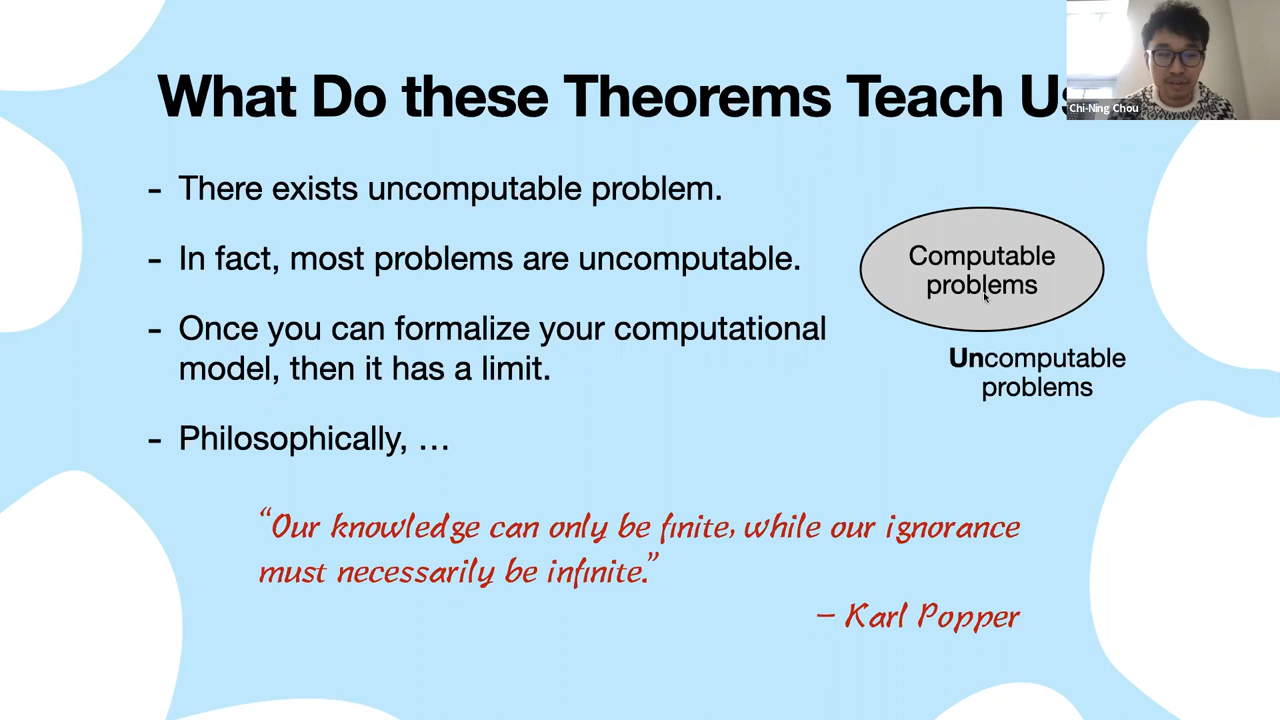 What Do these Theorems Teach Us
Chi-Ning Chou
- There exists uncomputable problem.
- In fact, most problems are uncomputable.
- Once you can formalize your computational
model, then it has a limit.
- Philosophically, …
Computable
problems
Uncomputable
problems
“Our knowledge can only be finite, while our ignorance
must necessarily be infinite.”
– Karl Popper